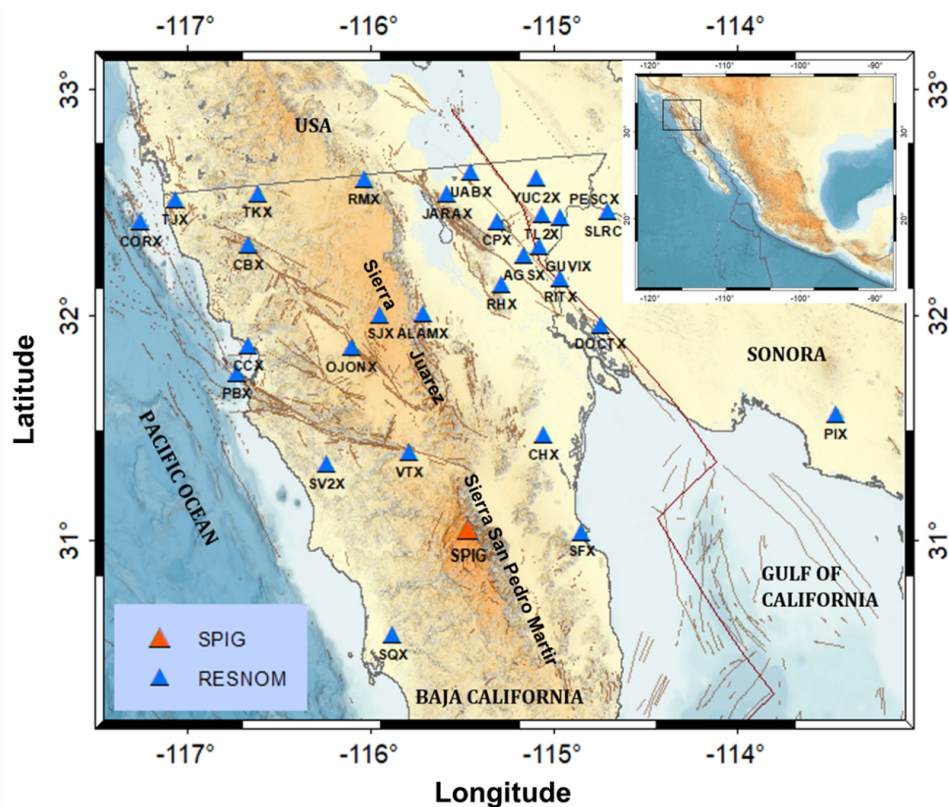 -117° -116° -115° -114°
-120° -110° -100° -90°
33°
33°
USA
30°
30°
UABX
YUC2X
PESCX
RMX
TKX
JARAX
TJX
CORX
CPX
TL2X
SLRC
20°
20°
CBX
GUVIX
AGSX
Sierra
RHX
RITX
-120° -110° -100° -90°
32°
32°
SJX
ALAMX
DOCTX
Latitude
CCX
OJONX
Juarez
SONORA
PBX
PACIFIC OCEAN
PIX
CHX
VTX
SV2X
Sierra San Pedro Martir
31°
31°
SPIG
SFX
GULF OF
CALIFORNIA
SPIG
RESNOM
SQX
BAJA CALIFORNIA
-117° -116° -115° -114°
Longitude